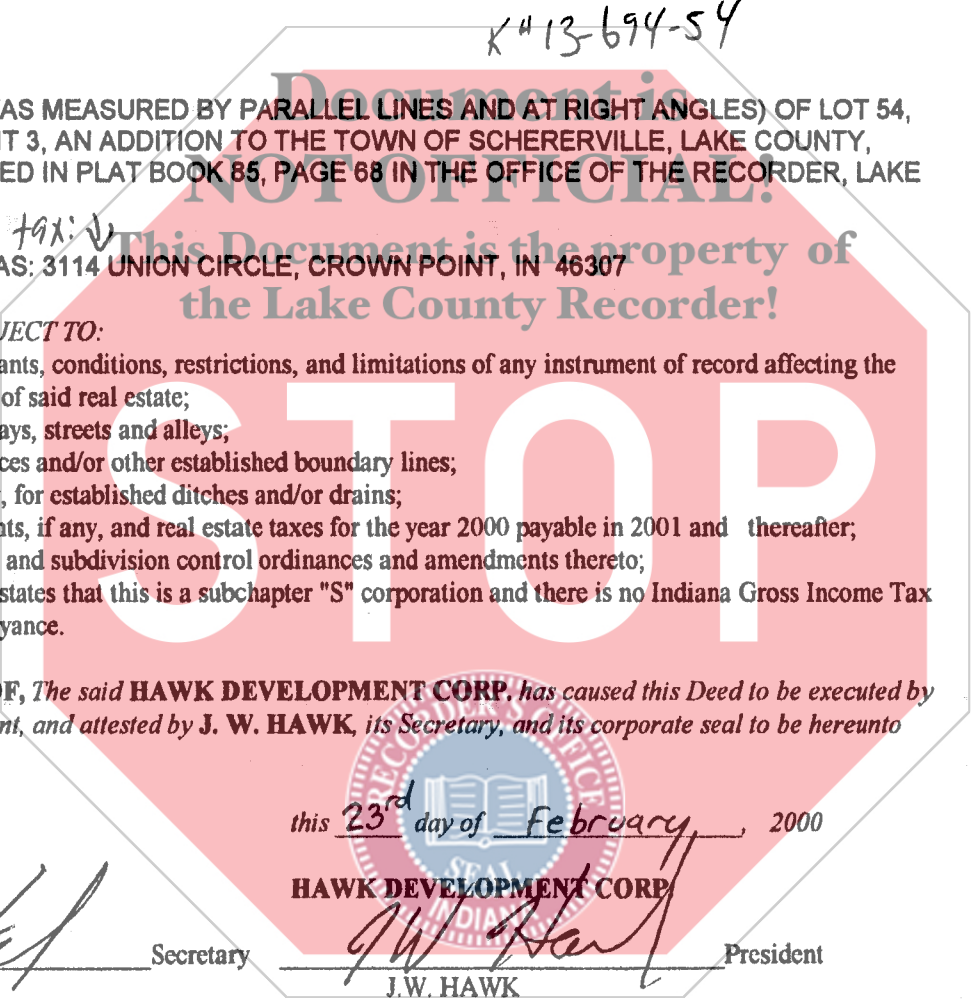 K#13-694-54
Document is
AS MEASURED BY PARALLEL LINES AND AT RIGHT ANGLES) OF LOT 54,
T 3, AN ADDITION TO THE TOWN OF SCHERERVILLE, LAKE COUNTY,
NOT OFFICIAL!
ED IN PLAT BOOK 85, PAGE 68 IN THE OFFICE OF THE RECORDER, LAKE
tax:
This Document is the property of
AS: 3114 UNION CIRCLE, CROWN POINT, IN 46307
the Lake County Recorder!
JECT TO:
ants, conditions, restrictions, and limitations of any instrument of record affecting the
of said real estate;
ays, streets and alleys;
STOP
ces and/or other established boundary lines;
, for established ditches and/or drains;
nts, if any, and real estate taxes for the year 2000 payable in 2001 and thereafter;
and subdivision control ordinances and amendments thereto;
states that this is a subchapter "S" corporation and there is no Indiana Gross Income Tax
yance.
F, The said HAWK DEVELOPMENT CORP. has caused this Deed to be executed by
nt, and attested by J. W. HAWK, its Secretary, and its corporate seal to be hereunto
RECORDER'S OFFICE
this 23rd day of February, 2000
SEAL
HAWK DEVELOPMENT CORP
INDIANA
JW Hawk
Secretary President
J.W. HAWK